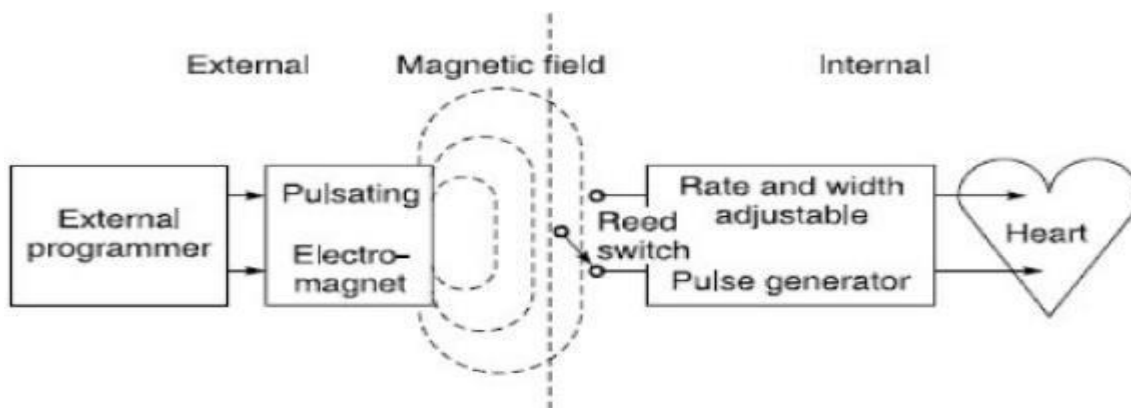 External
Magnetic field
Internal
External
programmer
Pulsating
Electro-
magnet
Reed
switch
Rate and width
adjustable
Pulse generator
Heart